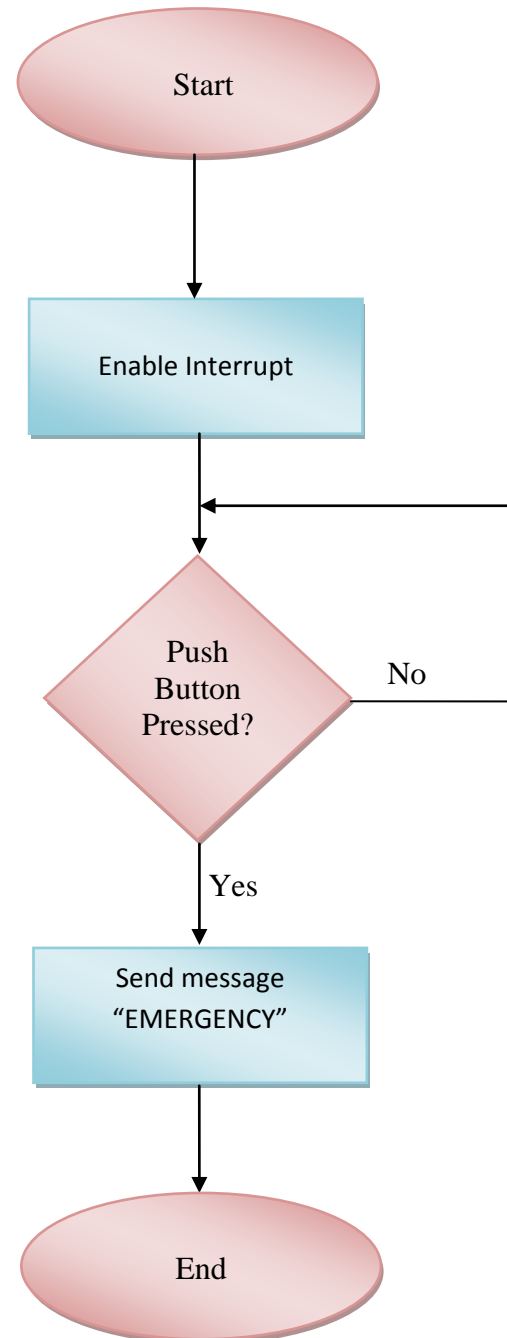 Start
Enable Interrupt
Push
Button
Pressed?
No
Yes
Send message
“EMERGENCY”
End